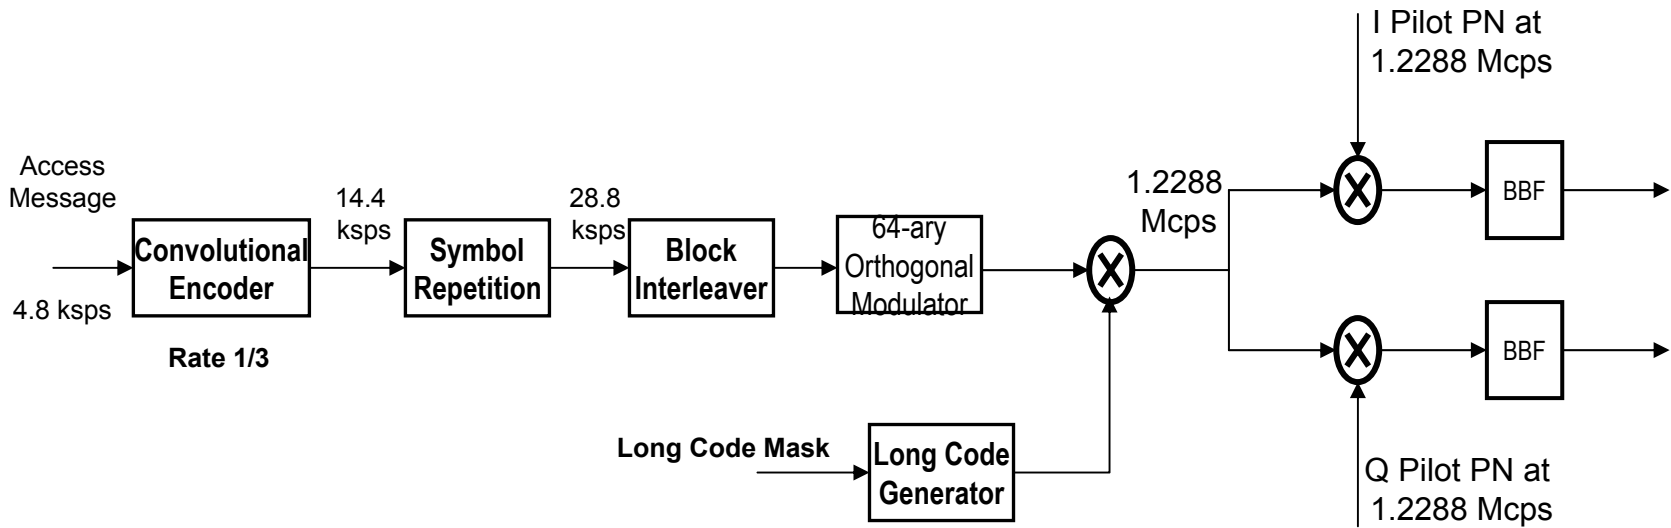 I Pilot PN at
1.2288 Mcps
Access
Message
4.8 ksps
Convolutional
Encoder
Rate 1/3
14.4
ksps
Symbol
Repetition
28.8
ksps
Block
Interleaver
64-ary
Orthogonal
Modulator
X
1.2288
Mcps
X
BBF
X
BBF
Long Code Mask
Long Code
Generator
Q Pilot PN at
1.2288 Mcps